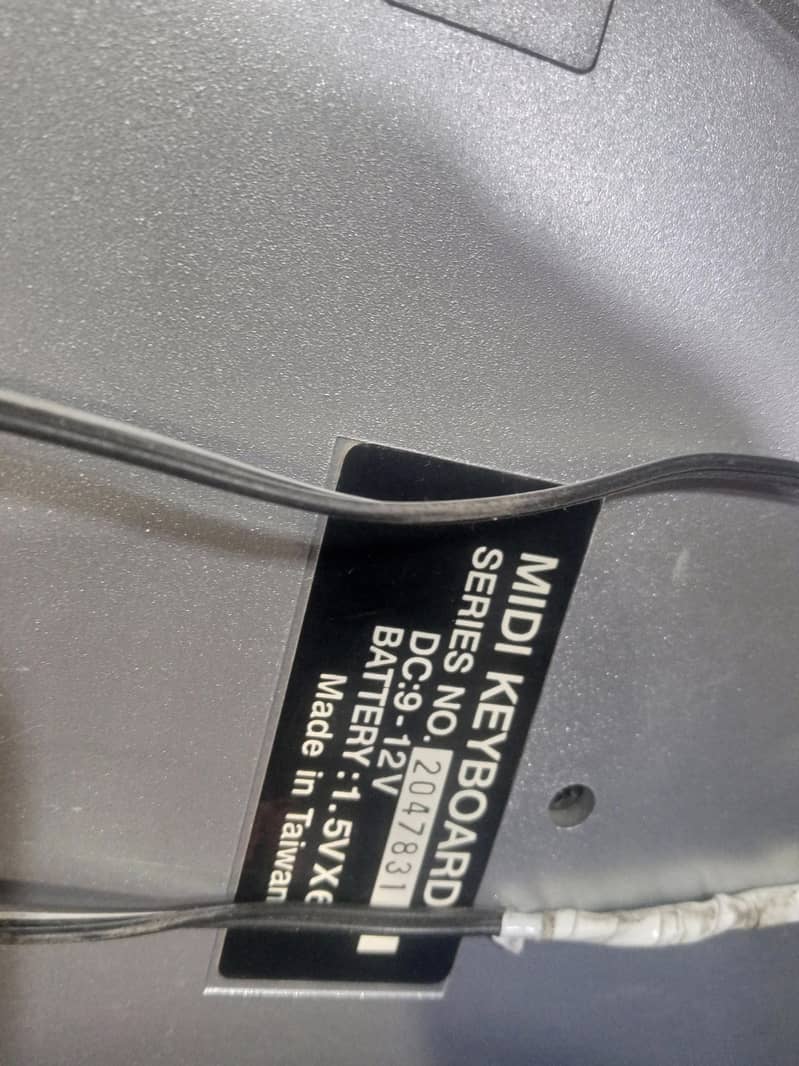 MIDI KEYBOARD
SERIES NO. 2047831
DC:9-12V
BATTERY:1.5VX6
Made in Taiwan